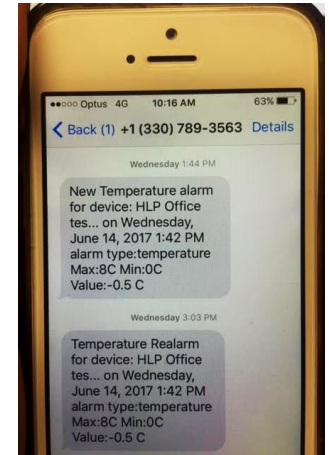 Optus 4G 10:16 AM 63%
Back (1) +1 (330) 789-3563 Details
Wednesday 1:44 PM
New Temperature alarm
for device: HLP Office
tes... on Wednesday,
June 14, 2017 1:42 PM
alarm type:temperature
Max:8C Min:0C
Value:-0.5 C
Wednesday 3:03 PM
Temperature Realarm
for device: HLP Office
tes... on Wednesday,
June 14, 2017 1:42 PM
alarm type:temperature
Max:8C Min:0C
Value:-0.5 C